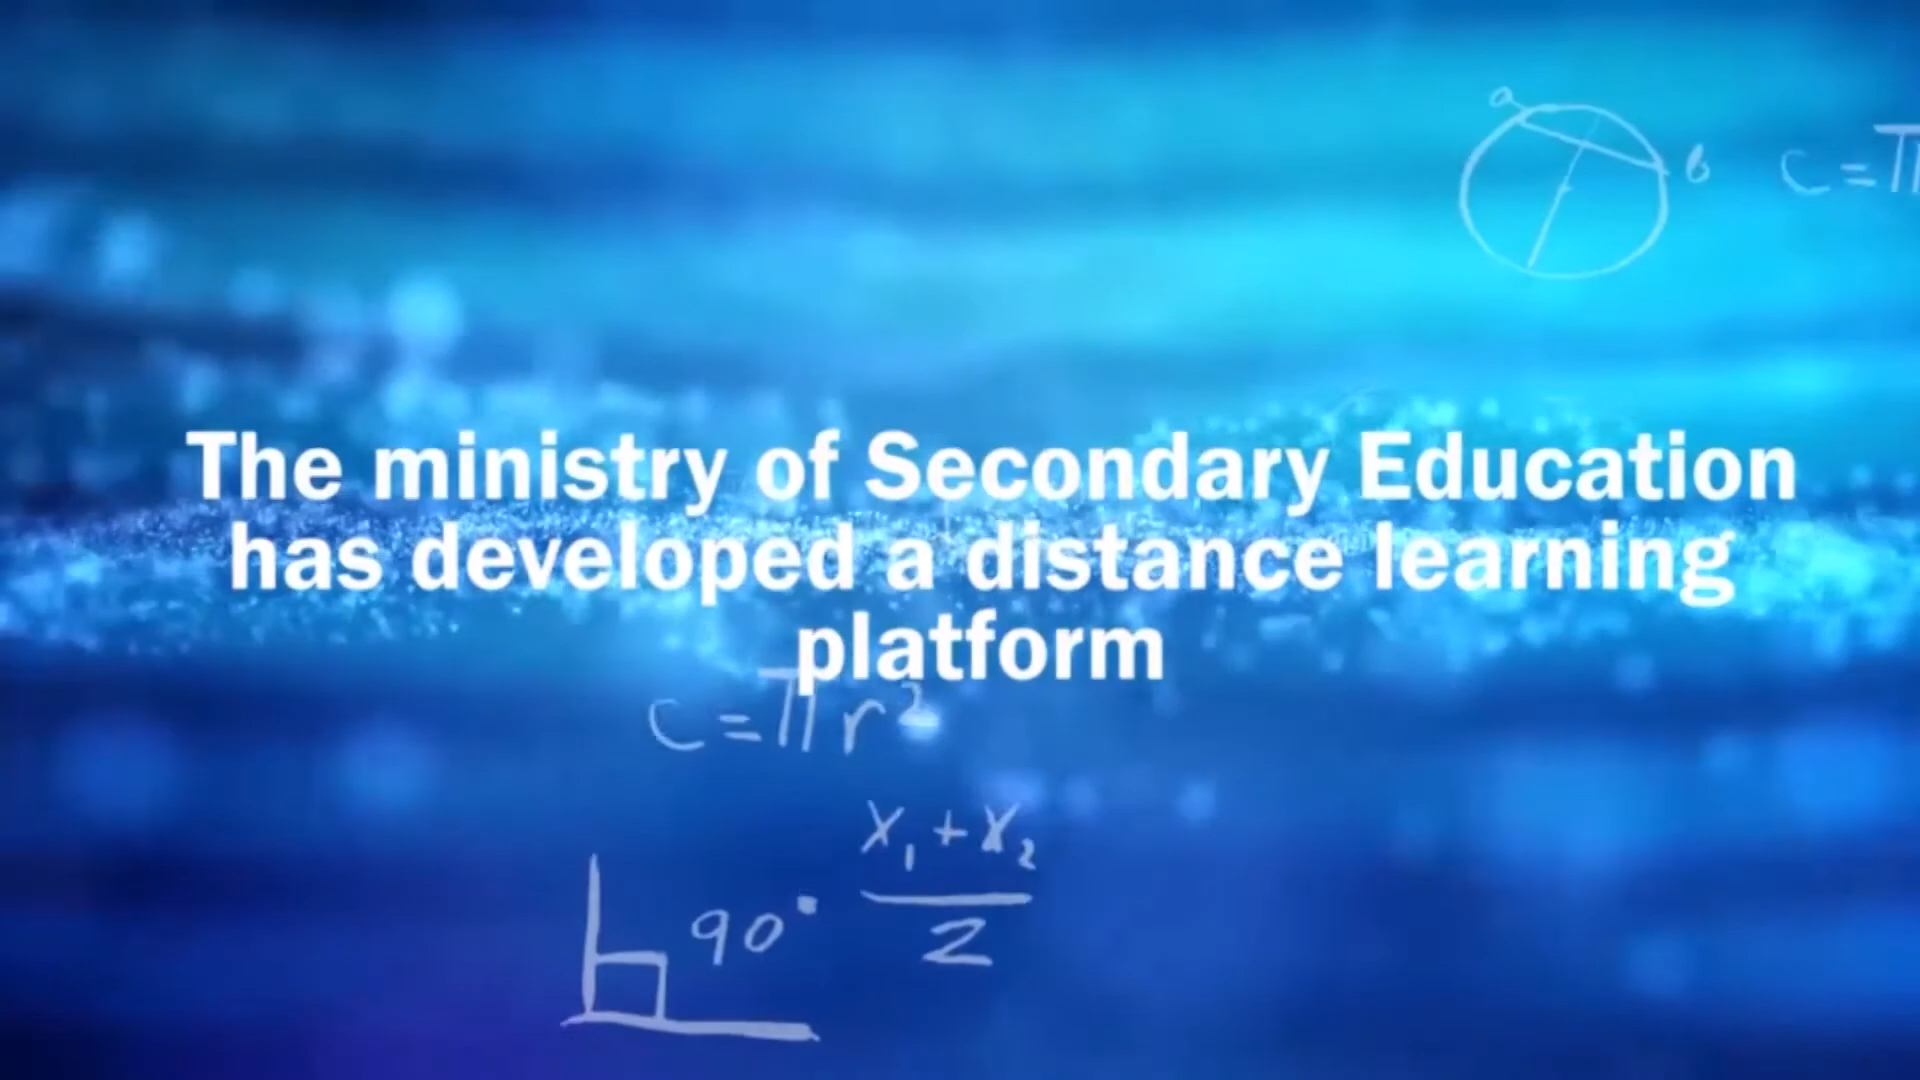 a
b C=π
The ministry of Secondary Education
has developed a distance learning
platform
C=πr²
90° X₁+X₂
2